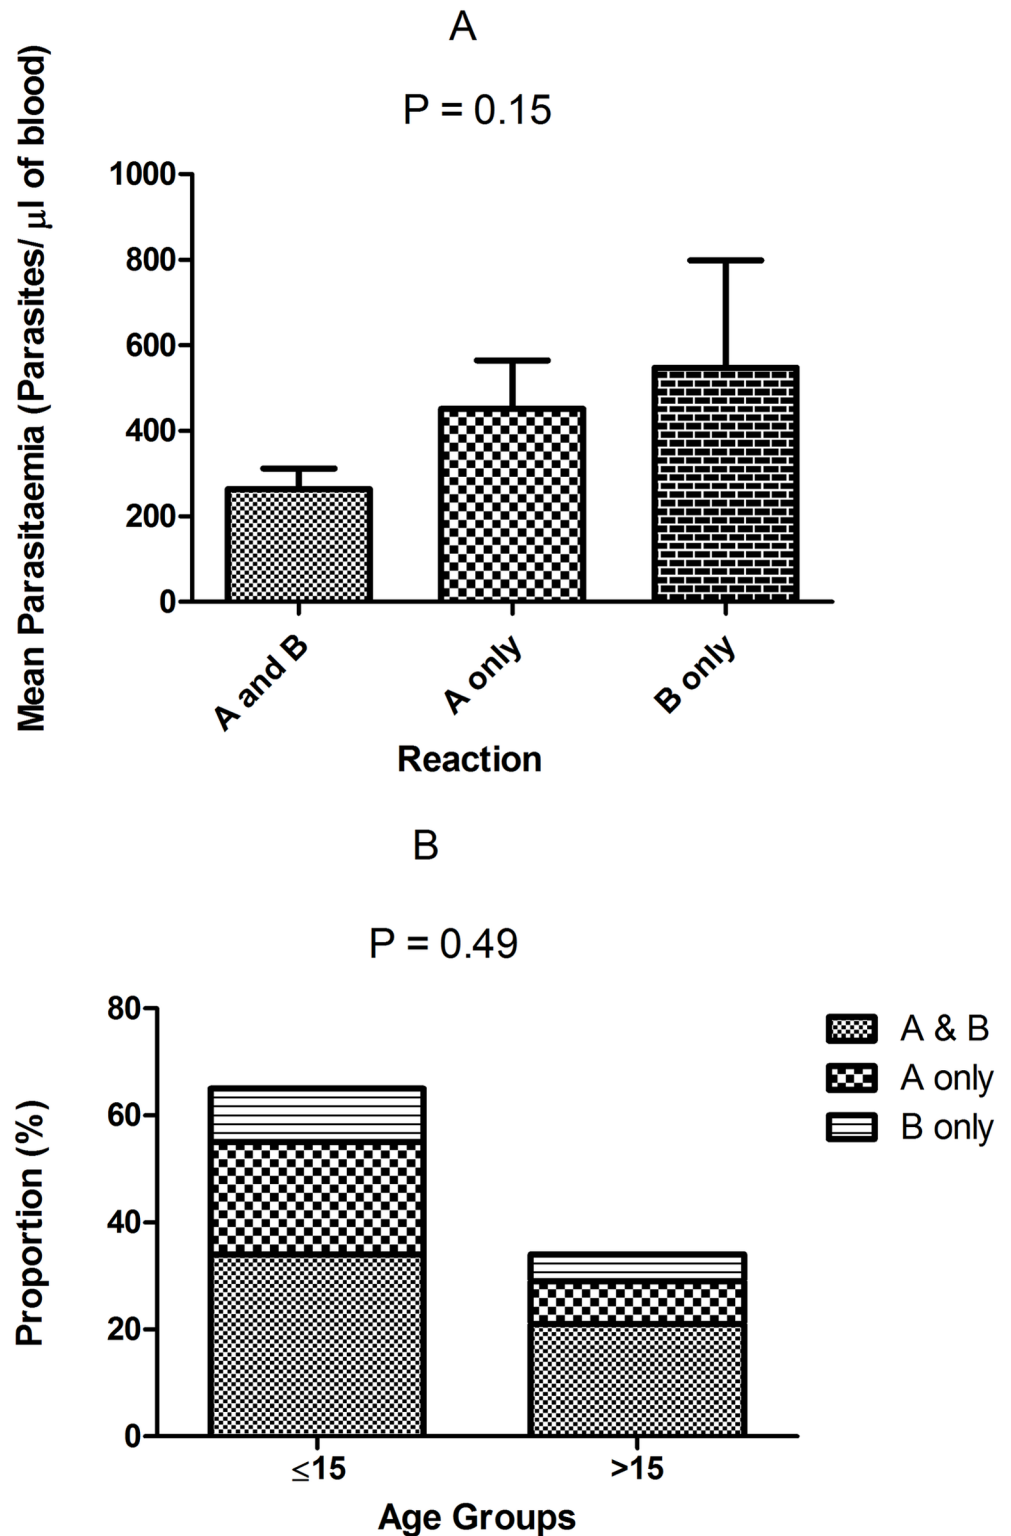 A
P = 0.15
Mean Parasitaemia (Parasites/ μl of blood)
1000
800
600
400
200
0
A and B
A only
B only
Reaction
B
P = 0.49
Proportion (%)
80
60
40
20
0
≤15
>15
Age Groups
A & B
A only
B only